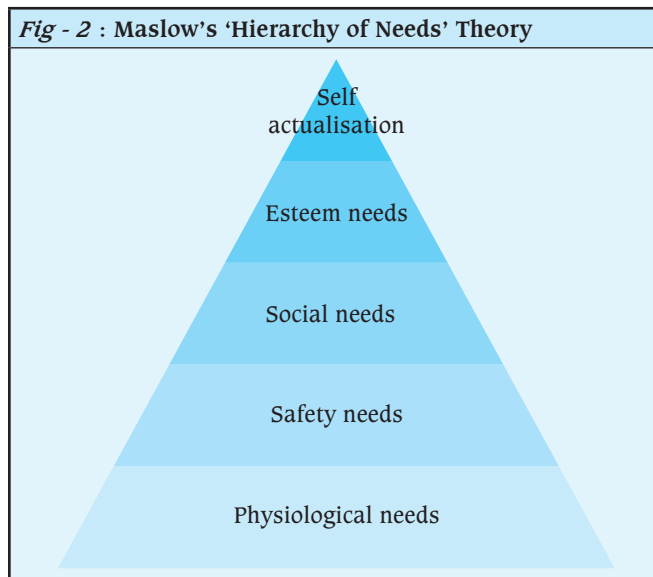 Fig - 2 : Maslow's 'Hierarchy of Needs' Theory
Self
actualisation
Esteem needs
Social needs
Safety needs
Physiological needs